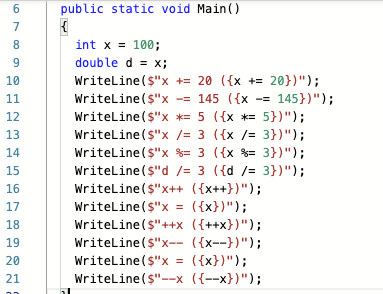 6 public static void Main()
7 {
8 int x = 100;
9 double d = x;
10 WriteLine($"x += 20 ({x += 20})");
11 WriteLine($"x -= 145 ({x -= 145})");
12 WriteLine($"x *= 5 ({x *= 5})");
13 WriteLine($"x /= 3 ({x /= 3})");
14 WriteLine($"x %= 3 ({x %= 3})");
15 WriteLine($"d /= 3 ({d /= 3})");
16 WriteLine($"x++ ({x++})");
17 WriteLine($"x = ({x})");
18 WriteLine($"++x ({++x})");
19 WriteLine($"x-- ({x--})");
20 WriteLine($"x = ({x})");
21 WriteLine($"--x ({--x})");